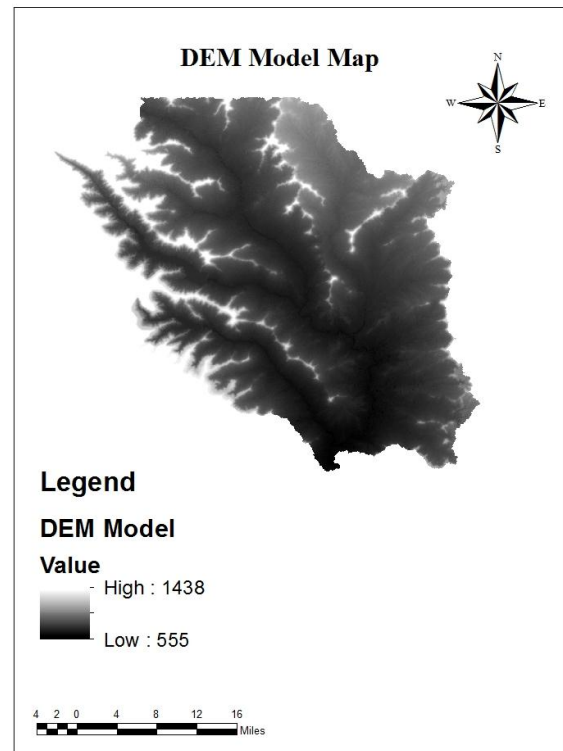 DEM Model Map
N
W E
S
Legend
DEM Model
Value
High : 1438
Low : 555
4 2 0 4 8 12 16
Miles